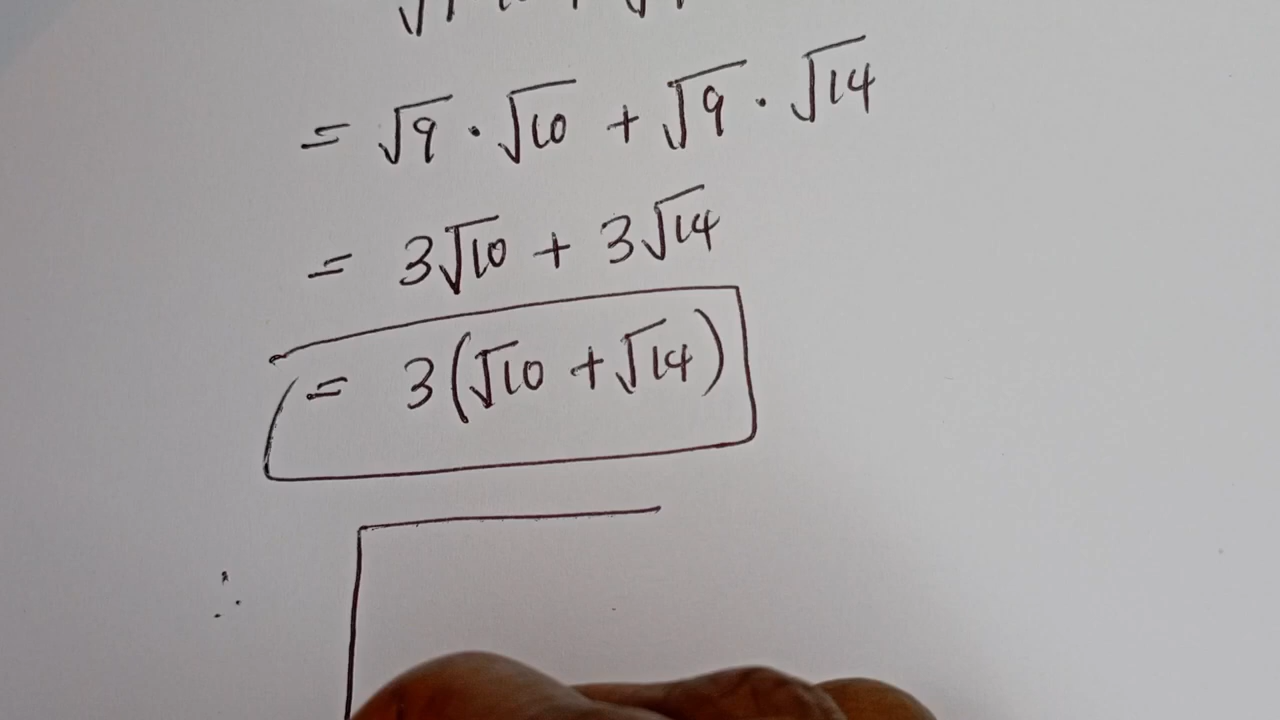 = √9 · √10 + √9 · √14
= 3√10 + 3√14
= 3(√10 + √14)
∴